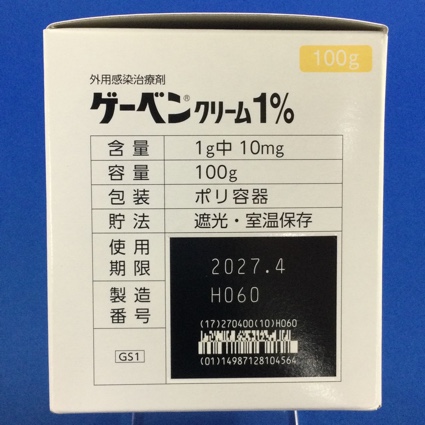 100g
外用感染治療剤
ゲーベン®クリーム1%
含量 1g中 10mg
容量 100g
包装 ポリ容器
貯法 遮光・室温保存
使用期限 2027.4
製造番号 H060
(17)270400(10)H060
GS1
(01)14987128104564